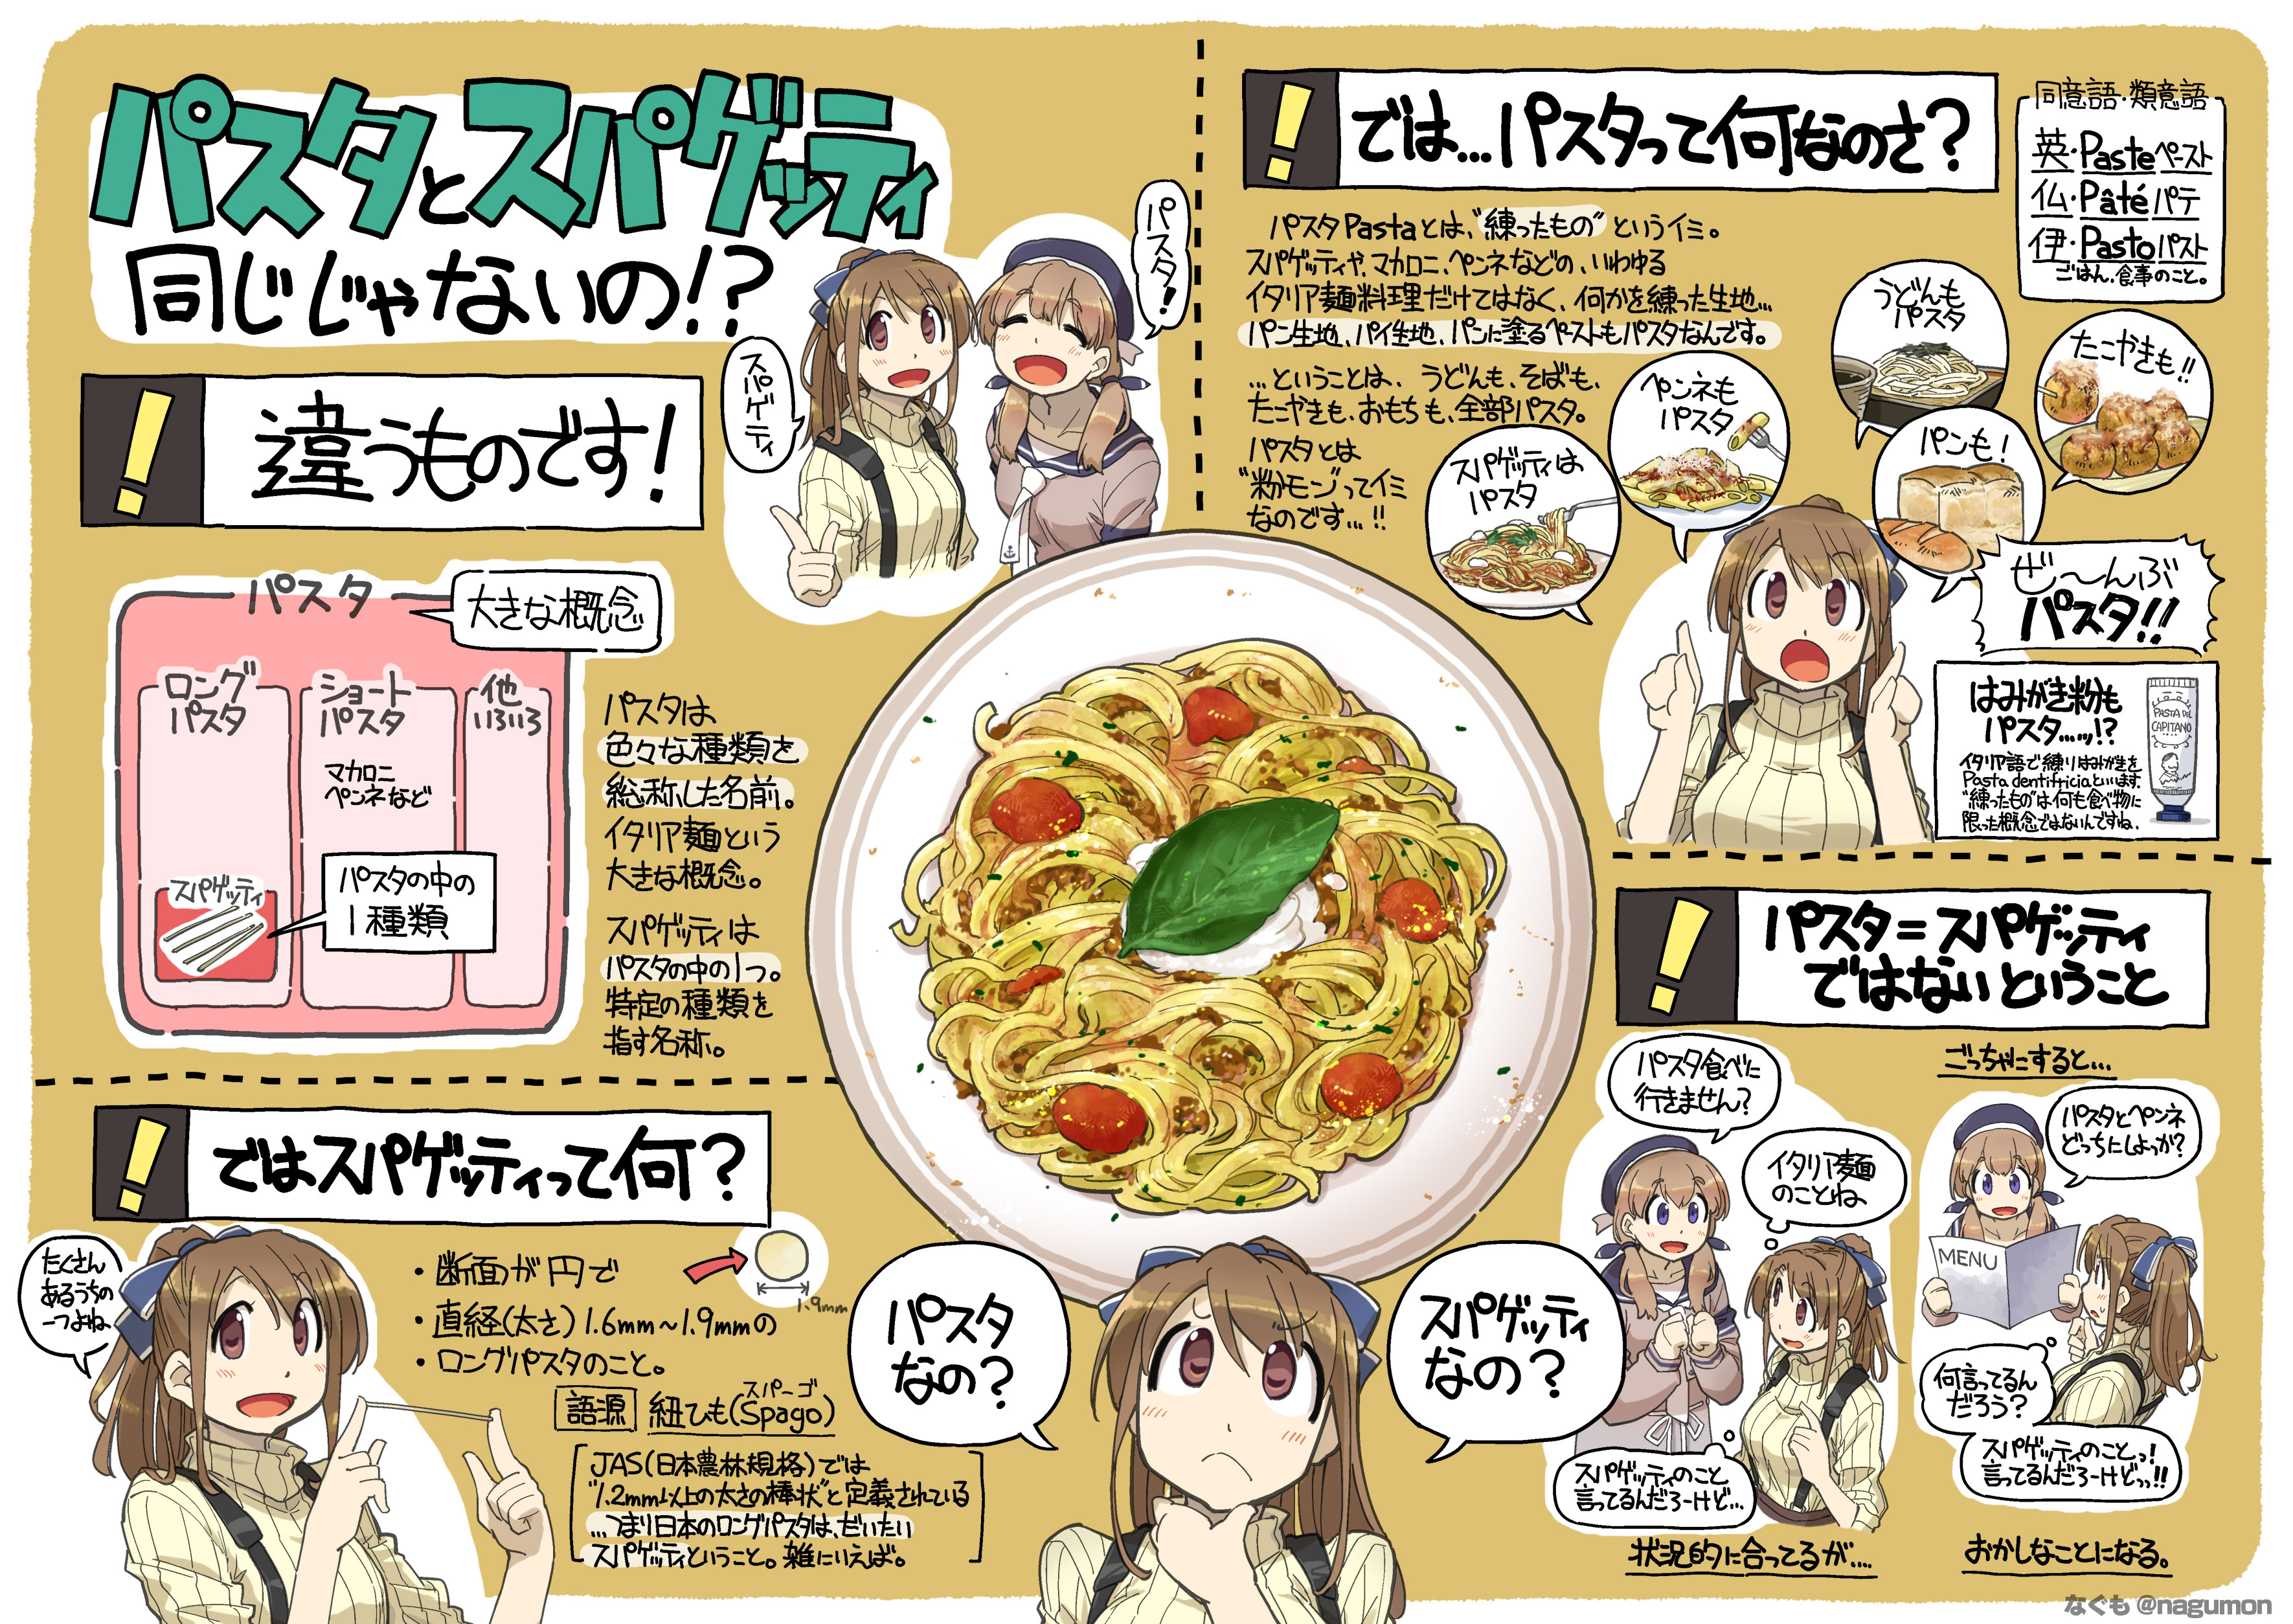 パスタとスパゲッティ
同じじゃないの!?
スパゲティ
パスタ!
! 違うものです!
パスタ
大きな概念
ロング
パスタ
ショート
パスタ
他
いろいろ
マカロニ
ペンネなど
スパゲッティ
パスタの中の
1種類
パスタは
色々な種類を
総称した名前。
イタリア麺という
大きな概念。
スパゲッティは
パスタの中の1つ。
特定の種類を
指す名称。
! ではスパゲッティって何?
たくさん
あるうちの
一つよね
・断面が円で
・直経(太さ)1.6mm~1.9mmの
・ロングパスタのこと。
1.9mm
語源 紐ひも(Spago)
スパーゴ
JAS(日本農林規格)では
"1.2mm以上の太さの棒状"と定義されている
…つまり日本のロングパスタは、だいたい
スパゲッティということ。雑にいえば。
パスタ
なの?
スパゲッティ
なの?
! では…パスタって何なのさ?
同意語・類意語
英・Paste ペースト
仏・Pâté パテ
伊・Pasto パスト
ごはん、食事のこと。
パスタPastaとは、"練ったもの"というイミ。
スパゲッティや、マカロニ、ペンネなどの、いわゆる
イタリア麺料理だけではなく、何かを練った生地…
パン生地、パイ生地、パンに塗るペストもパスタなんです。
…ということは、うどんも、そばも、
たこやきも、おもちも、全部パスタ。
パスタとは
"粉モン"ってイミ
なのです…!!
スパゲッティは
パスタ
ペンネも
パスタ
うどんも
パスタ
パンも!
たこやきも!!
ぜ〜んぶ
パスタ!!
はみがき粉も
パスタ…ッ!?
PASTA DEL
CAPITANO
イタリア語で練りはみがきを
Pasta dentifriciaといいます。
"練ったもの"は何も食べ物に
限った概念ではないんですね、
! パスタ=スパゲッティ
ではないということ
ごっちゃにすると…
パスタ食べに
行きません?
イタリア麺
のことね
スパゲッティのこと
言ってるんだろーけど…
状況的に合ってるが….
パスタとペンネ
どっちにしよっか?
MENU
何言ってるん
だろう?
スパゲッティのことっ!
言ってるんだろーけどっっ!!
おかしなことになる。
なぐも @nagumon